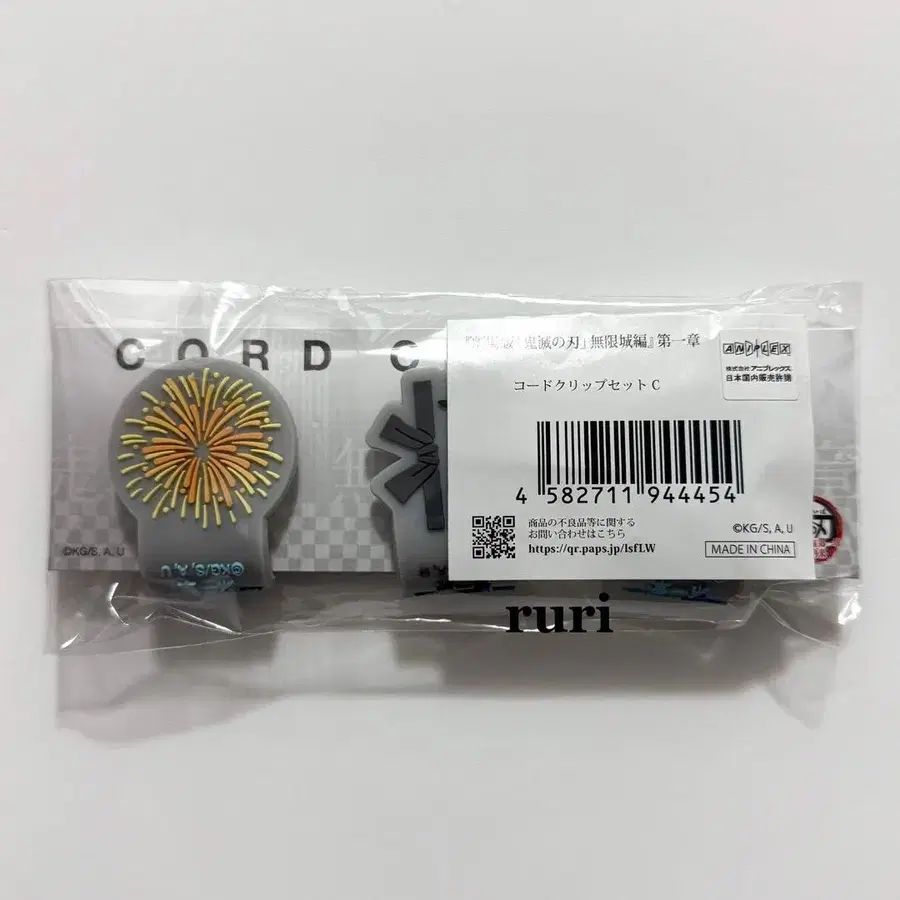 CORD C
『劇場版「鬼滅の刃」無限城編』第一章
ANIPLEX
株式会社アニプレックス
日本国内販売許諾
コードクリップセット C
4 582711 944454
商品の不良品等に関する
お問い合わせはこちら
https://qr.paps.jp/lsfLW
©KG/S, A, U
MADE IN CHINA
©KG/S, A, U
©KG/S, A, U
無
ruri